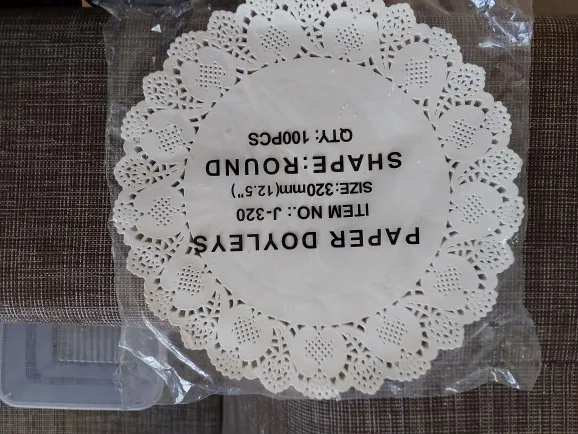 PAPER DOYLEYS
ITEM NO.: J-320
SIZE:320mm(12.5")
SHAPE:ROUND
QTY: 100PCS